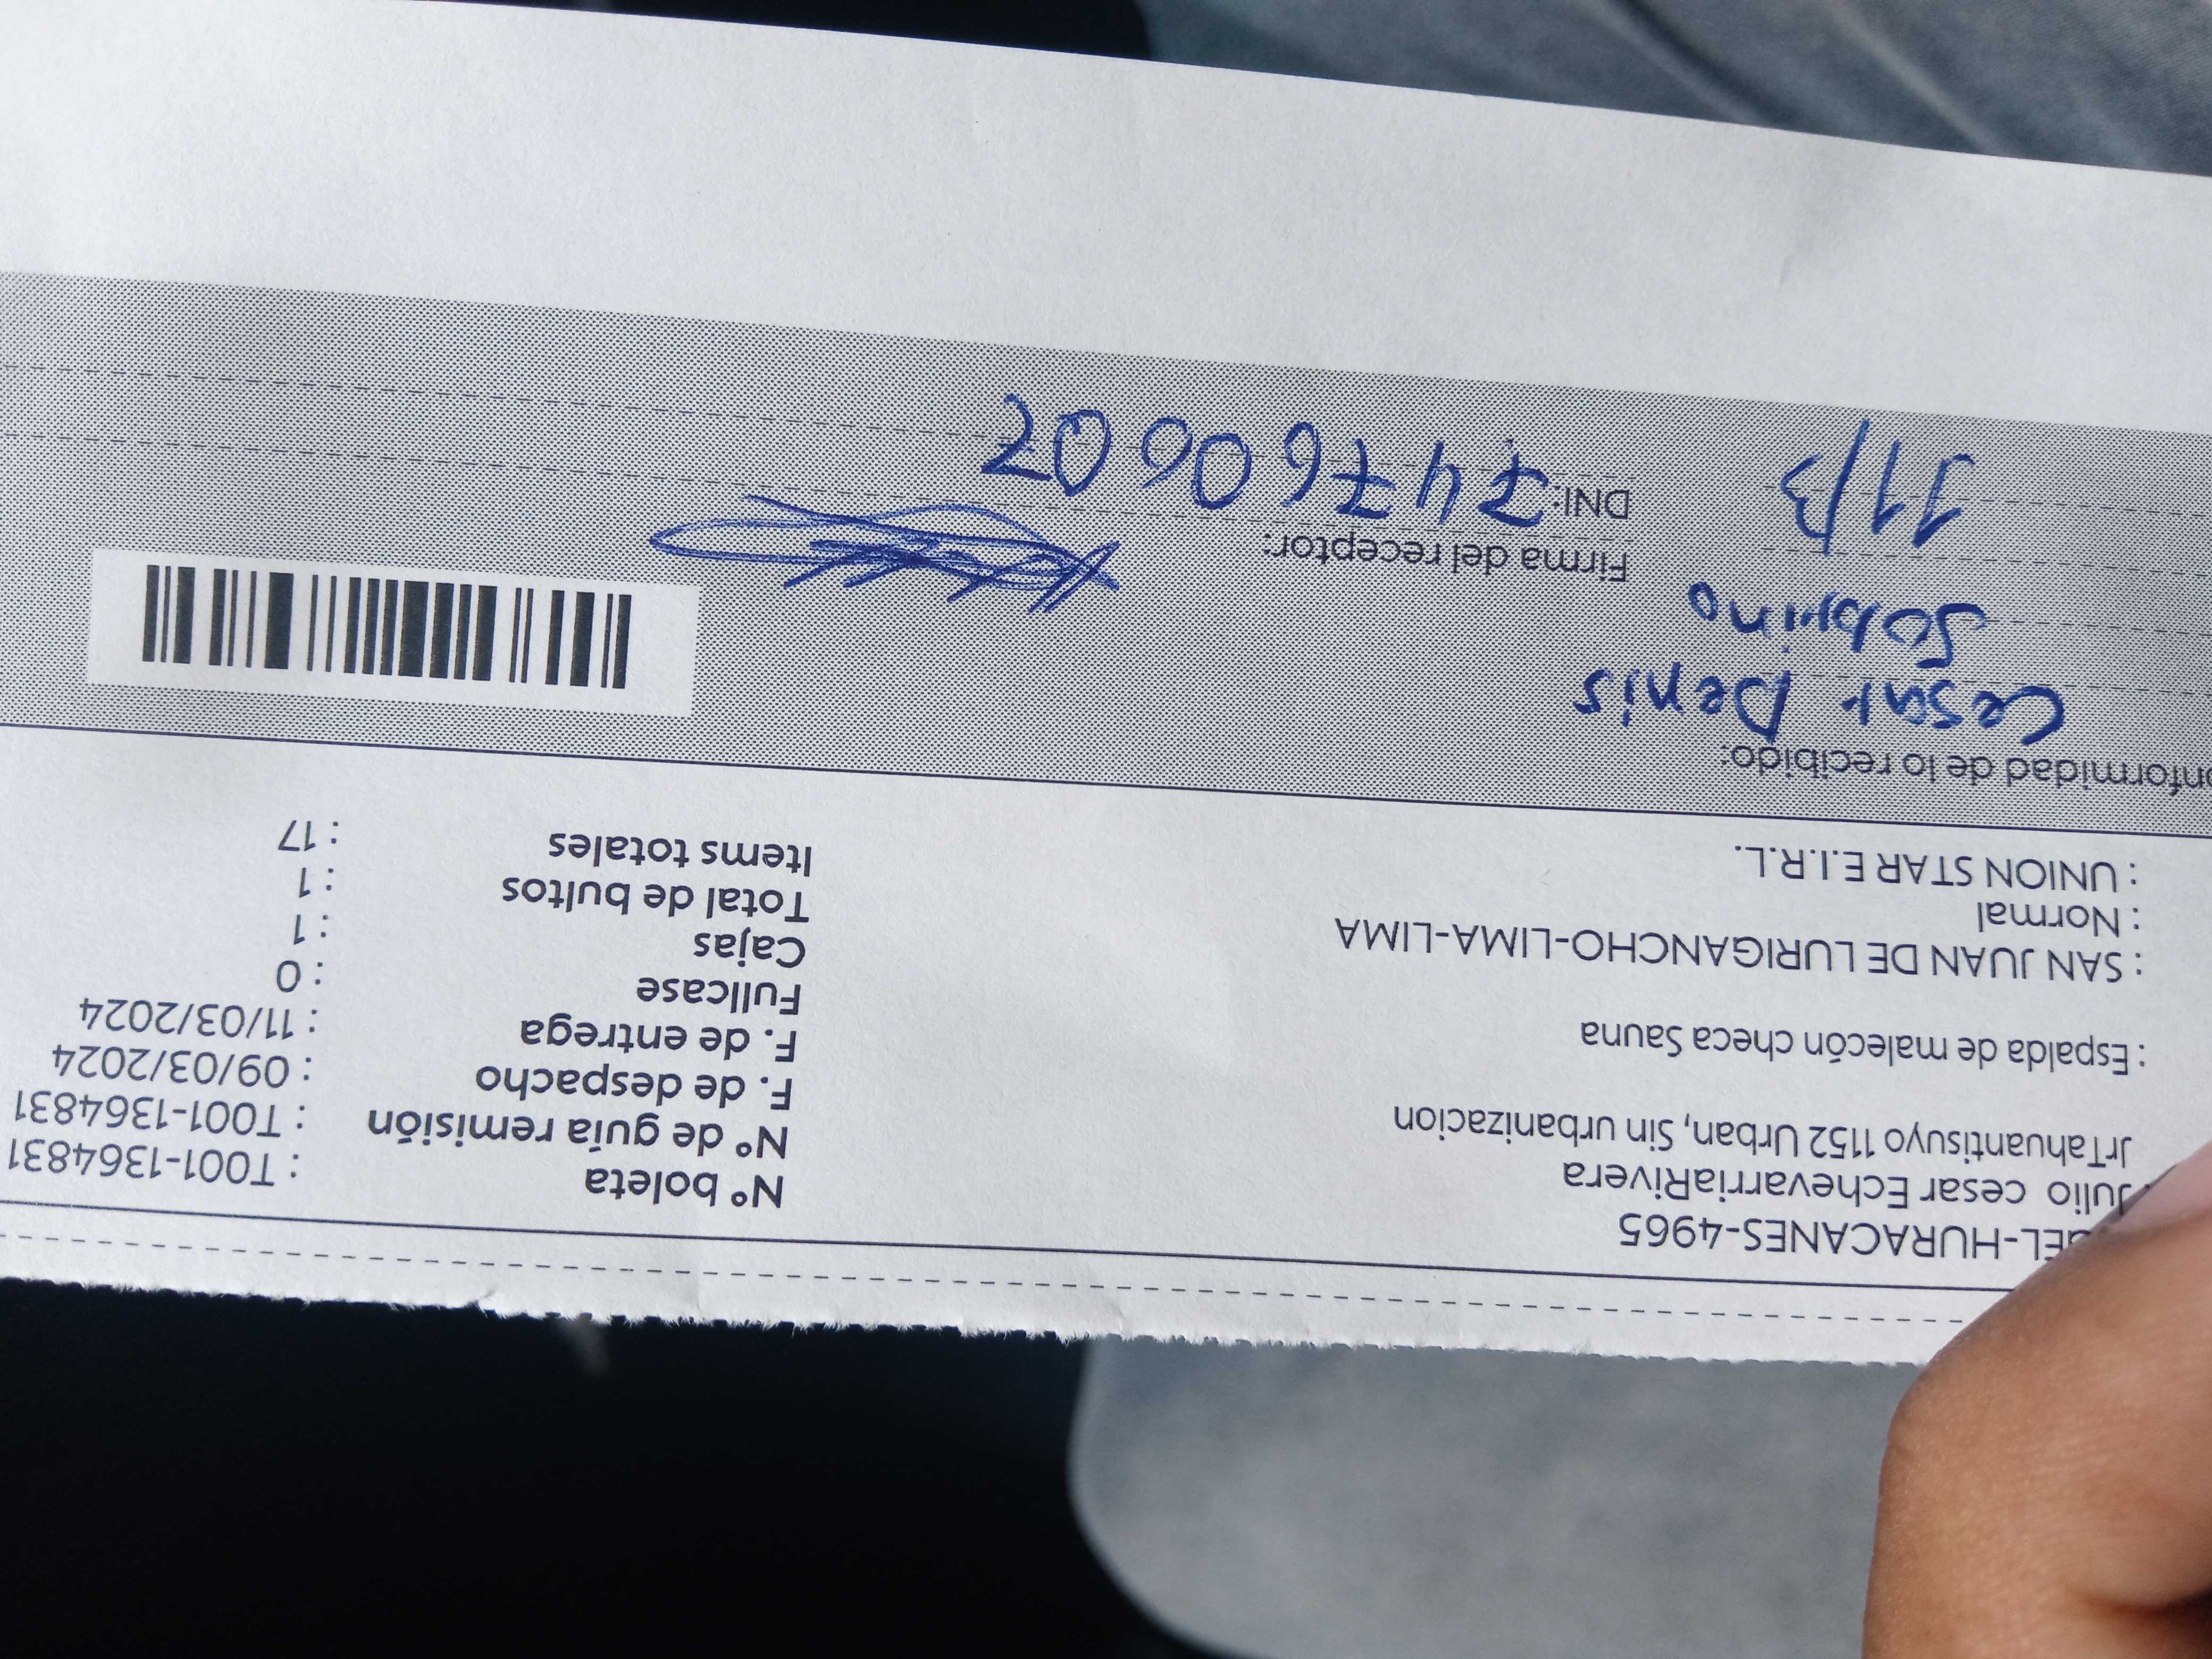 EL-HURACANES-4965
Julio cesar EchevarriaRivera
JrTahuantisuyo 1152 Urban, Sin urbanizacion
: Espalda de malecón checa Sauna
: SAN JUAN DE LURIGANCHO-LIMA-LIMA
: Normal
: UNION STAR E.I.R.L.
N° boleta : T001-1364831
N° de guía remisión : T001-1364831
F. de despacho : 09/03/2024
F. de entrega : 11/03/2024
Fullcase : 0
Cajas : 1
Total de bultos : 1
Items totales : 17
onformidad de lo recibido:
Cesar Denis
Sobrino
11/3
Firma del receptor:
DNI: 74760602